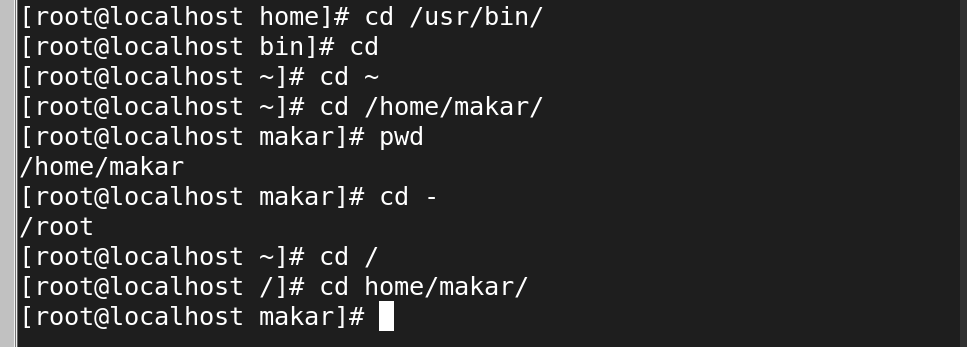 [root@localhost home]# cd /usr/bin/
[root@localhost bin]# cd
[root@localhost ~]# cd ~
[root@localhost ~]# cd /home/makar/
[root@localhost makar]# pwd
/home/makar
[root@localhost makar]# cd -
/root
[root@localhost ~]# cd /
[root@localhost /]# cd home/makar/
[root@localhost makar]#